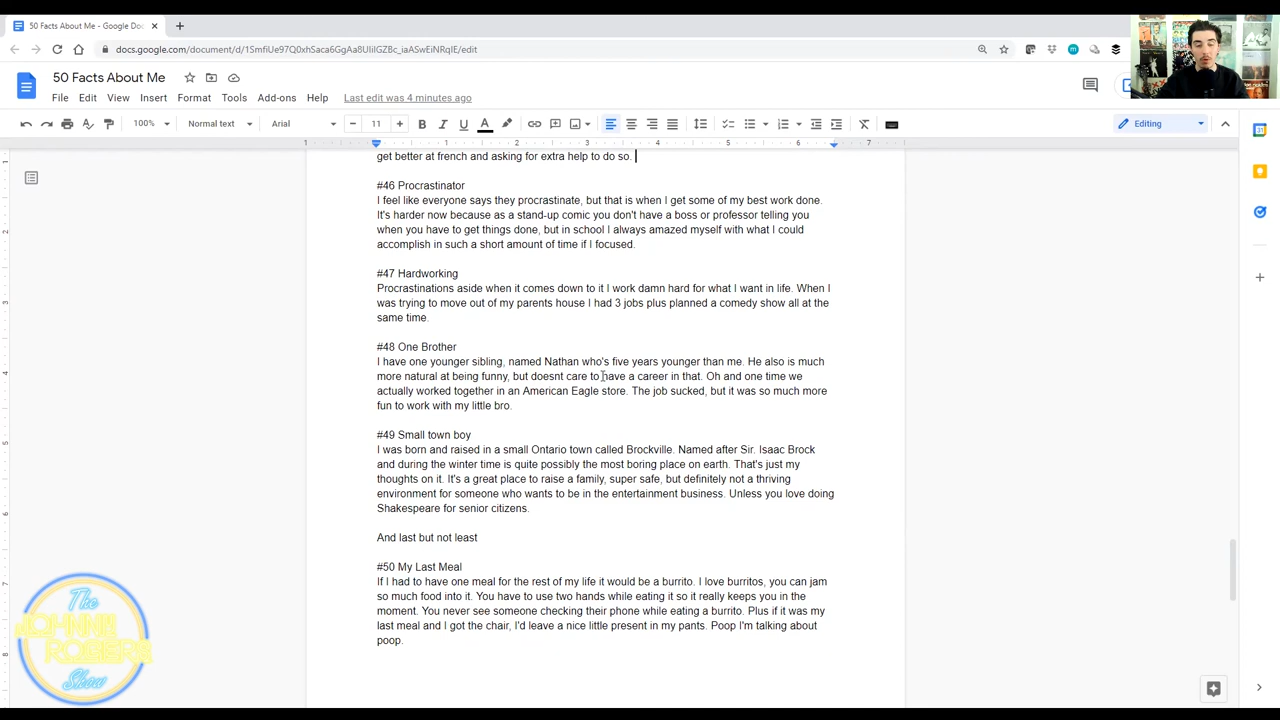 50 Facts About Me - Google Doc
docs.google.com/document/d/1SmfiUe97Q0xhSaca6GgAa8UIiIGZBc_iaASwEiNRqIE/edit
50 Facts About Me
File Edit View Insert Format Tools Add-ons Help Last edit was 4 minutes ago
100% Normal text Arial 11 Editing
1 1 2 3 4 5 6 7
get better at french and asking for extra help to do so.
#46 Procrastinator
I feel like everyone says they procrastinate, but that is when I get some of my best work done.
It's harder now because as a stand-up comic you don't have a boss or professor telling you
when you have to get things done, but in school I always amazed myself with what I could
accomplish in such a short amount of time if I focused.
#47 Hardworking
Procrastinations aside when it comes down to it I work damn hard for what I want in life. When I
was trying to move out of my parents house I had 3 jobs plus planned a comedy show all at the
same time.
#48 One Brother
I have one younger sibling, named Nathan who's five years younger than me. He also is much
more natural at being funny, but doesnt care to have a career in that. Oh and one time we
actually worked together in an American Eagle store. The job sucked, but it was so much more
fun to work with my little bro.
#49 Small town boy
I was born and raised in a small Ontario town called Brockville. Named after Sir. Isaac Brock
and during the winter time is quite possibly the most boring place on earth. That's just my
thoughts on it. It's a great place to raise a family, super safe, but definitely not a thriving
environment for someone who wants to be in the entertainment business. Unless you love doing
Shakespeare for senior citizens.
And last but not least
#50 My Last Meal
If I had to have one meal for the rest of my life it would be a burrito. I love burritos, you can jam
so much food into it. You have to use two hands while eating it so it really keeps you in the
moment. You never see someone checking their phone while eating a burrito. Plus if it was my
last meal and I got the chair, I'd leave a nice little present in my pants. Poop I'm talking about
poop.
The
ROGERS
Show